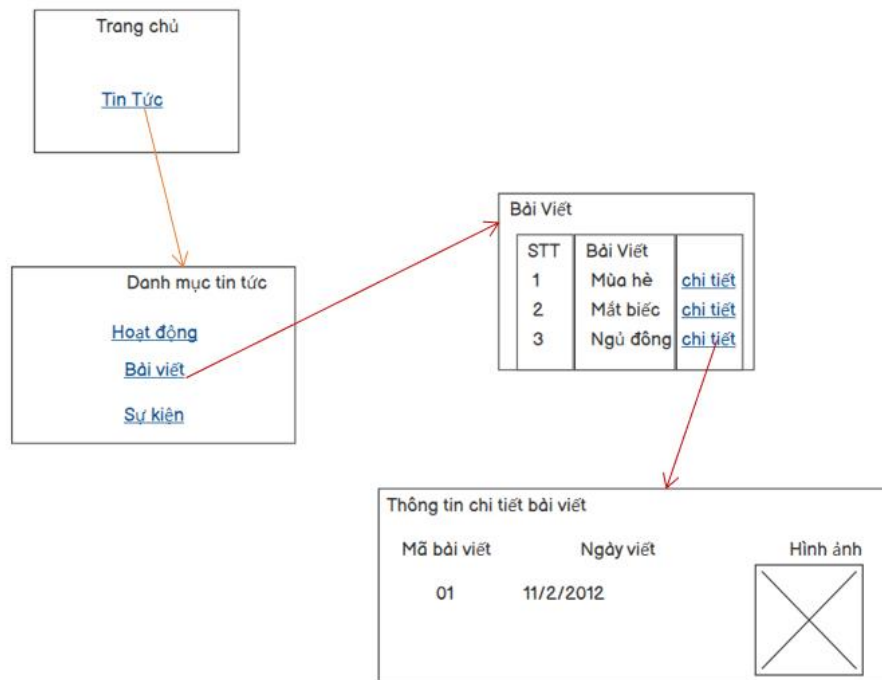 Trang chủ
Tin Tức
Danh mục tin tức
Hoạt động
Bài viết
Sự kiện
Bài Viết
STT Bài Viết
1 Mùa hè chi tiết
2 Mắt biếc chi tiết
3 Ngủ đông chi tiết
Thông tin chi tiết bài viết
Mã bài viết Ngày viết Hình ảnh
01 11/2/2012